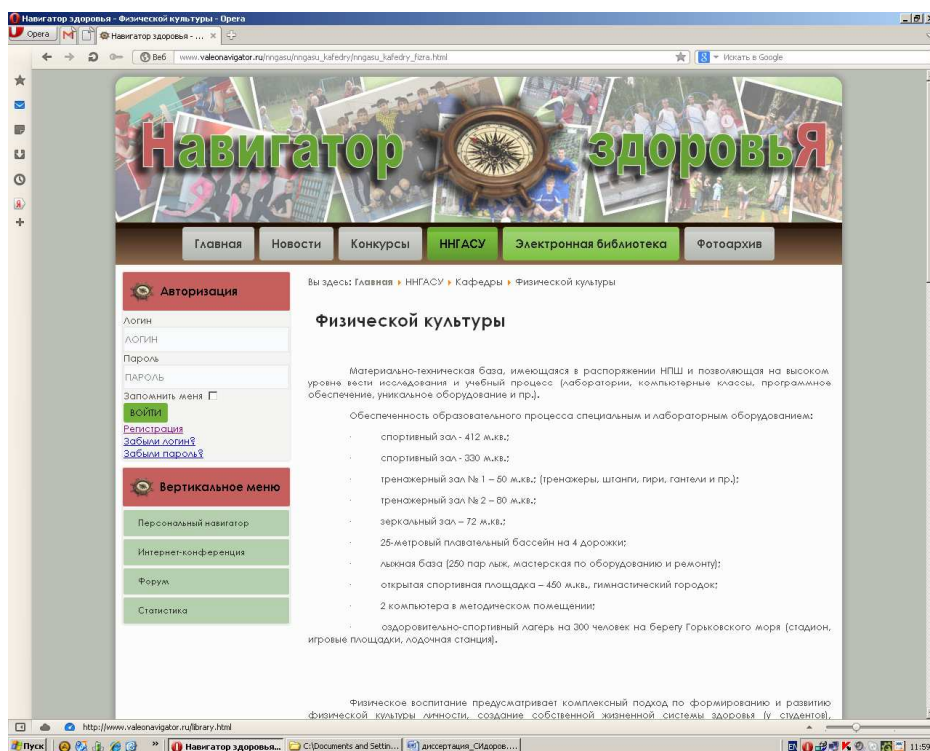 Навигатор здоровья - Физической культуры - Opera
Opera
Навигатор здоровья - ... ×
Веб www.valeonavigator.ru/nngasu/nngasu_kafedry/nngasu_kafedry_fizra.html
Искать в Google
Навигатор здоровьЯ
Главная Новости Конкурсы ННГАСУ Электронная библиотека Фотоархив
Авторизация
Логин
ЛОГИН
Пароль
ПАРОЛЬ
Запомнить меня
ВОЙТИ
Регистрация
Забыли логин?
Забыли пароль?
Вертикальное меню
Персональный навигатор
Интернет-конференция
Форум
Статистика
Вы здесь: Главная ННГАСУ Кафедры Физической культуры
Физической культуры
Материально-техническая база, имеющаяся в распоряжении НПШ и позволяющая на высоком
уровне вести исследования и учебный процесс (лаборатории, компьютерные классы, программное
обеспечение, уникальное оборудование и пр.).
Обеспеченность образовательного процесса специальным и лабораторным оборудованием:
· спортивный зал - 412 м.кв.;
· спортивный зал - 330 м.кв.;
· тренажерный зал № 1 – 50 м.кв.; (тренажеры, штанги, гири, гантели и пр.);
· тренажерный зал № 2 – 80 м.кв.;
· зеркальный зал – 72 м.кв.;
· 25-метровый плавательный бассейн на 4 дорожки;
· лыжная база (250 пар лыж, мастерская по оборудованию и ремонту);
· открытая спортивная площадка – 450 м.кв., гимнастический городок;
· 2 компьютера в методическом помещении;
· оздоровительно-спортивный лагерь на 300 человек на берегу Горьковского моря (стадион,
игровые площадки, лодочная станция).
Физическое воспитание предусматривает комплексный подход по формированию и развитию
физической культуры личности, создание собственной жизненной системы здоровья (у студентов),
http://www.valeonavigator.ru/library.html
Пуск
Навигатор здоровья...
C:\Documents and Settin...
диссертация_СИдоров....
EN
11:59